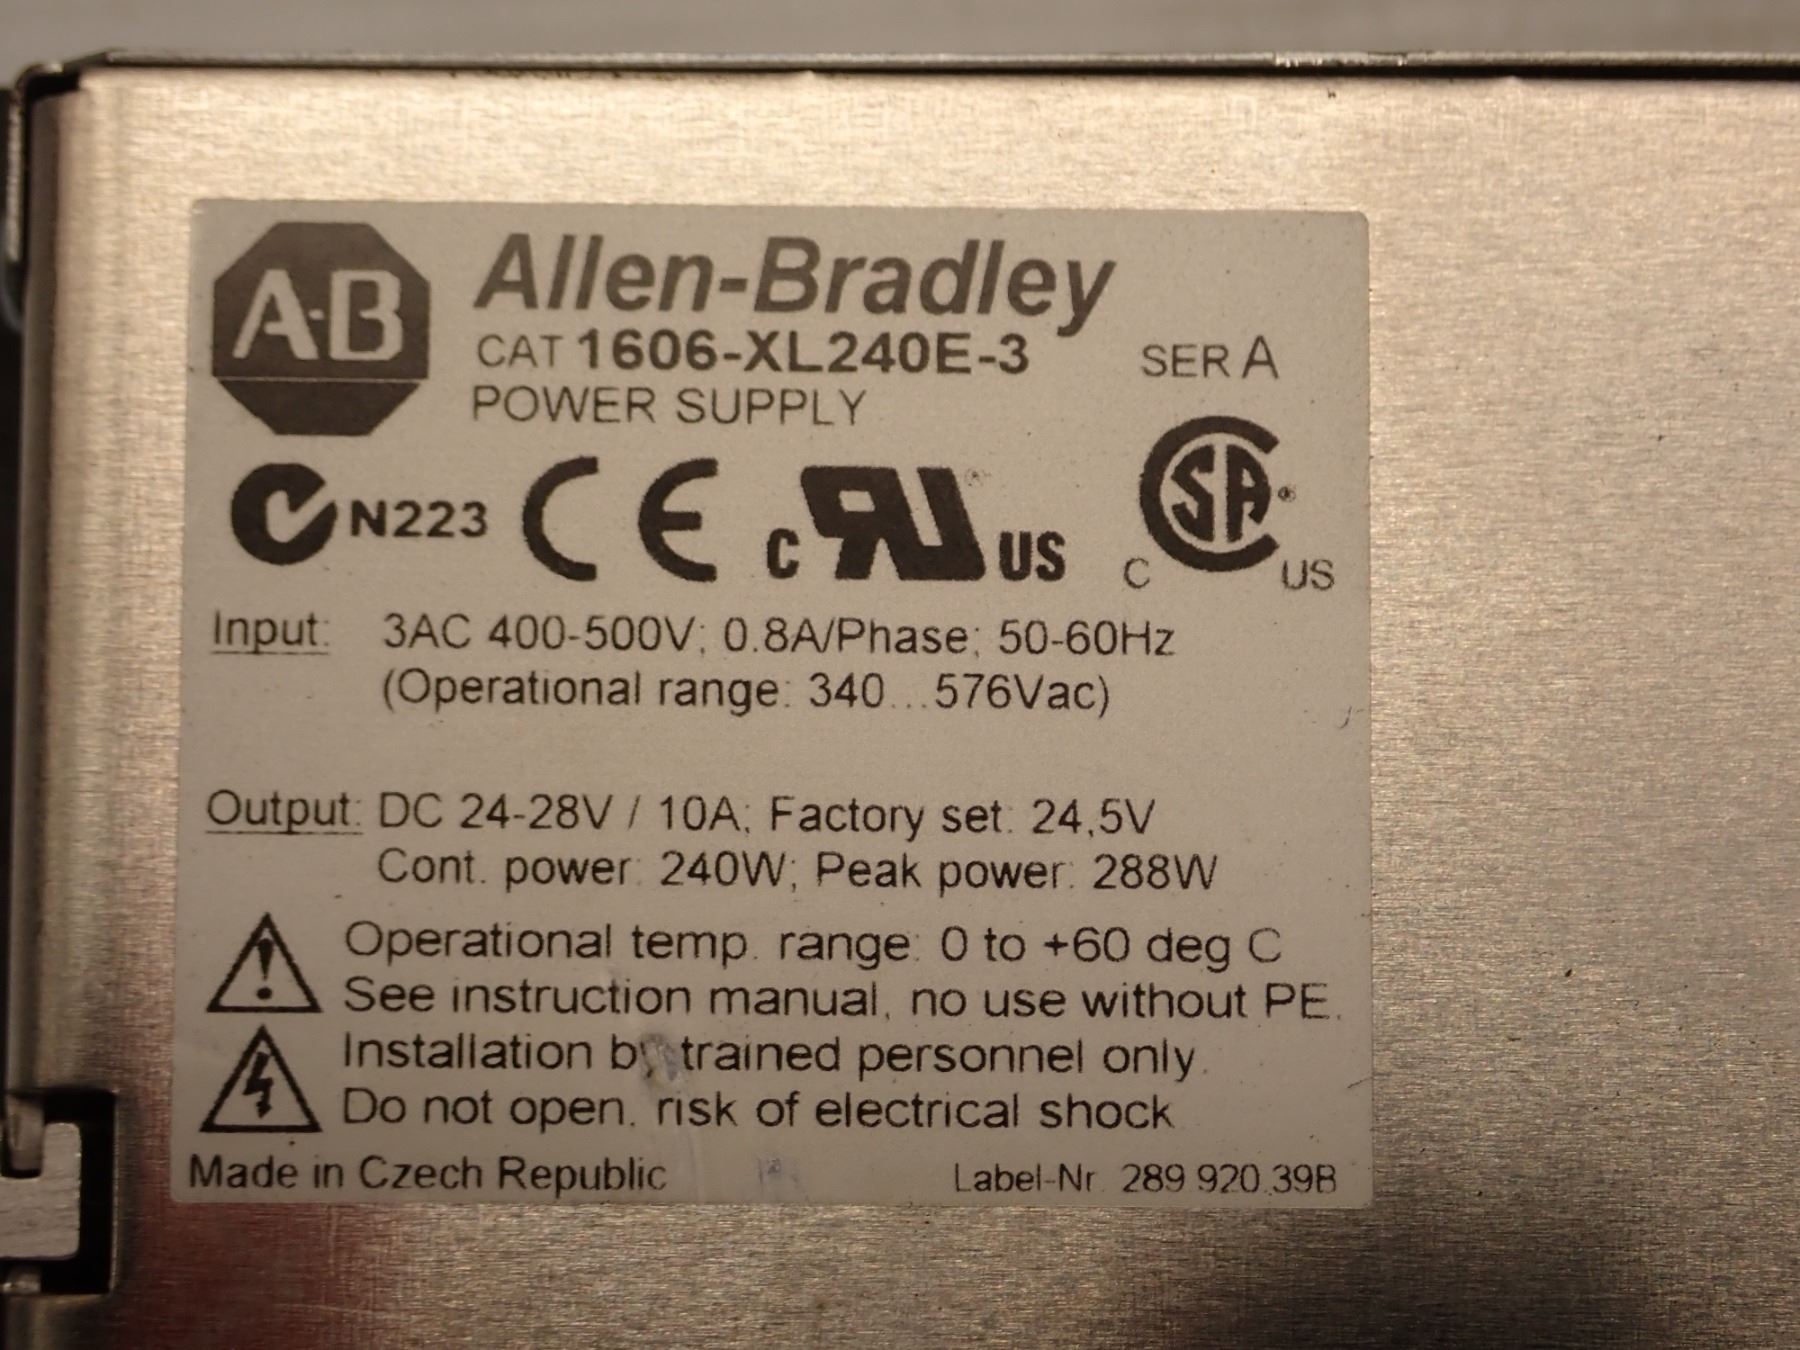 A-B Allen-Bradley
CAT 1606-XL240E-3 SER A
POWER SUPPLY
N223 CE c RU US C SA US
Input: 3AC 400-500V; 0.8A/Phase; 50-60Hz
(Operational range: 340...576Vac)
Output: DC 24-28V / 10A; Factory set: 24,5V
Cont. power: 240W; Peak power: 288W
Operational temp. range: 0 to +60 deg C
See instruction manual, no use without PE.
Installation by trained personnel only.
Do not open, risk of electrical shock
Made in Czech Republic Label-Nr. 289.920.39B